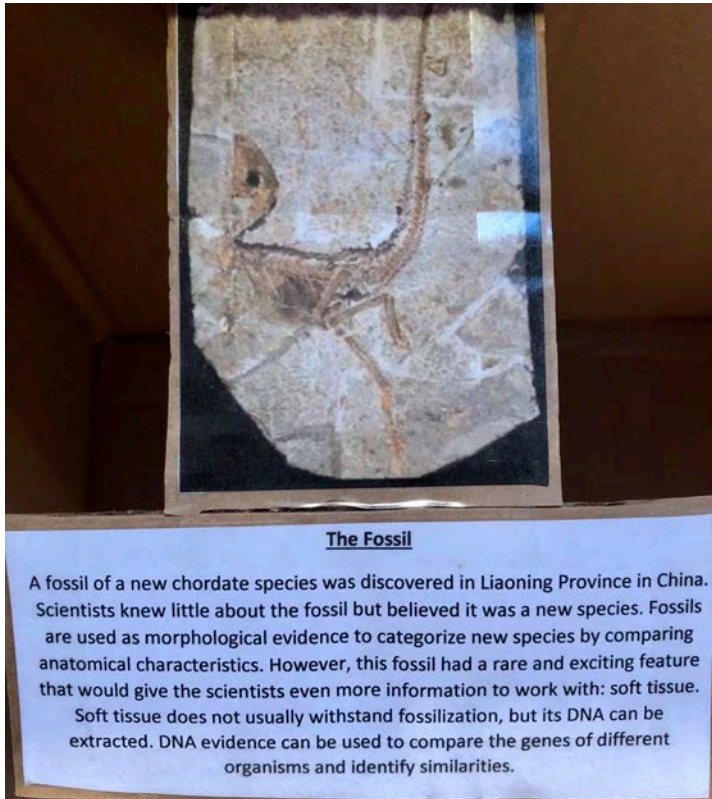 The Fossil
A fossil of a new chordate species was discovered in Liaoning Province in China.
Scientists knew little about the fossil but believed it was a new species. Fossils
are used as morphological evidence to categorize new species by comparing
anatomical characteristics. However, this fossil had a rare and exciting feature
that would give the scientists even more information to work with: soft tissue.
Soft tissue does not usually withstand fossilization, but its DNA can be
extracted. DNA evidence can be used to compare the genes of different
organisms and identify similarities.